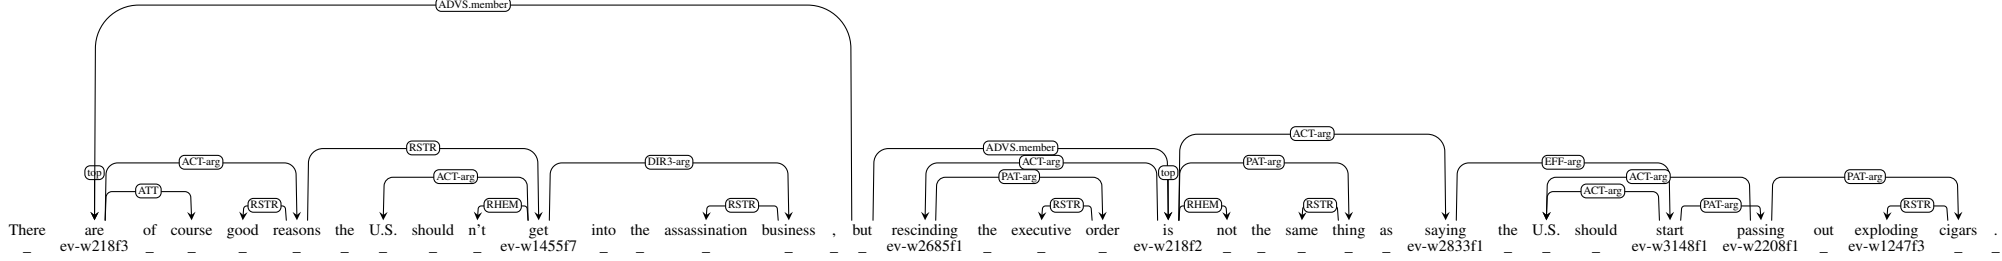 ADVS.member
RSTR ADVS.member ACT-arg
top ACT-arg DIR3-arg ACT-arg top PAT-arg EFF-arg
ACT-arg PAT-arg ACT-arg PAT-arg
ATT ACT-arg
RSTR RHEM RSTR RSTR RHEM RSTR PAT-arg RSTR
There are of course good reasons the U.S. should n't get into the assassination business , but rescinding the executive order is not the same thing as saying the U.S. should start passing out exploding cigars .
_ ev-w218f3 _ _ _ _ _ _ _ _ ev-w1455f7 _ _ _ _ _ _ ev-w2685f1 _ _ _ ev-w218f2 _ _ _ _ _ ev-w2833f1 _ _ _ ev-w3148f1 ev-w2208f1 _ ev-w1247f3 _ _